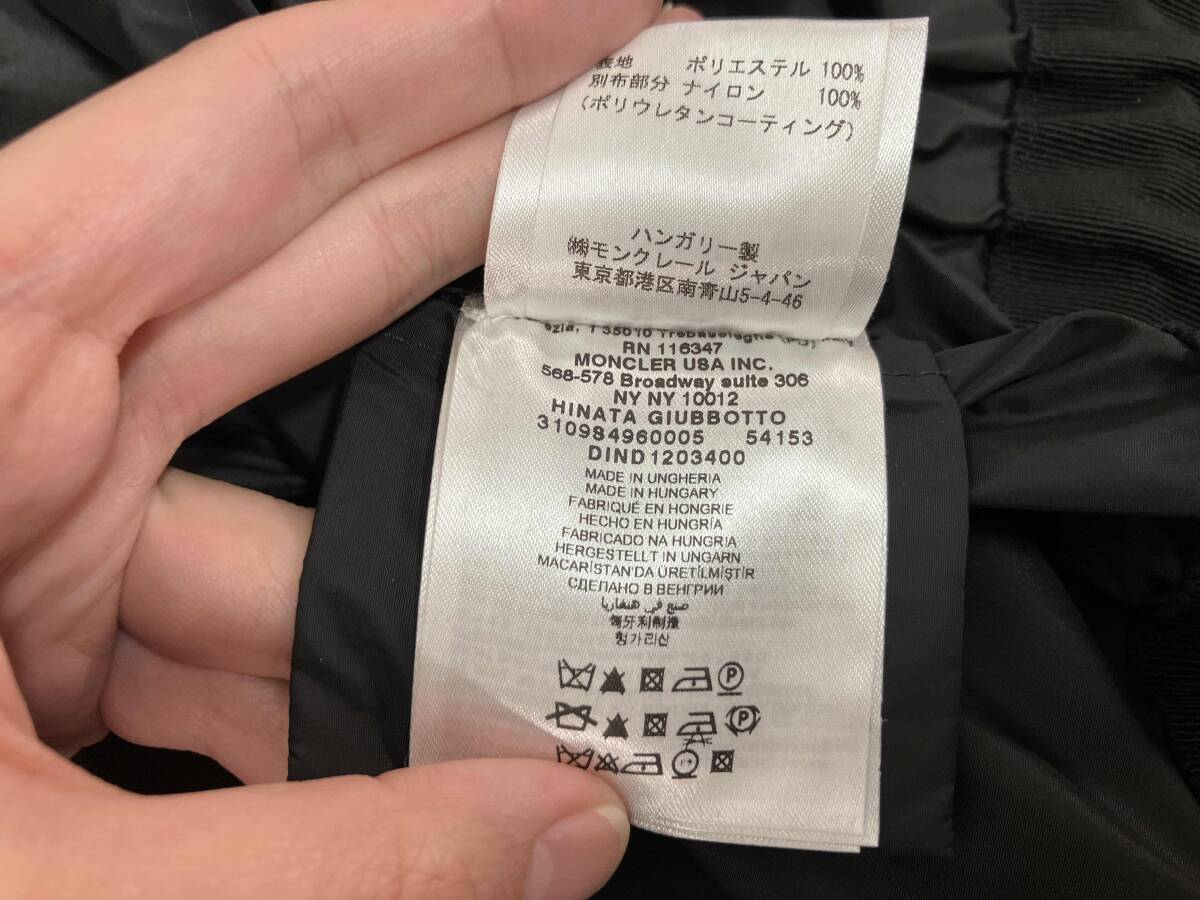 表地 ポリエステル 100%
別布部分 ナイロン 100%
(ポリウレタンコーティング)
ハンガリー製
㈱モンクレール ジャパン
東京都港区南青山5-4-46
35010 Trebaseleghe (PD)
RN 116347
MONCLER USA INC.
568-578 Broadway suite 306
NY NY 10012
HINATA GIUBBOTTO
310984960005 54153
DIND1203400
MADE IN UNGHERIA
MADE IN HUNGARY
FABRIQUÉ EN HONGRIE
HECHO EN HUNGRÍA
FABRICADO NA HUNGRIA
HERGESTELLT IN UNGARN
MACARİSTAN'DA ÜRETİLMİŞTİR
СДЕЛАНО В ВЕНГРИИ
صنع في هنغاريا
匈牙利制造
헝가리산
P
P